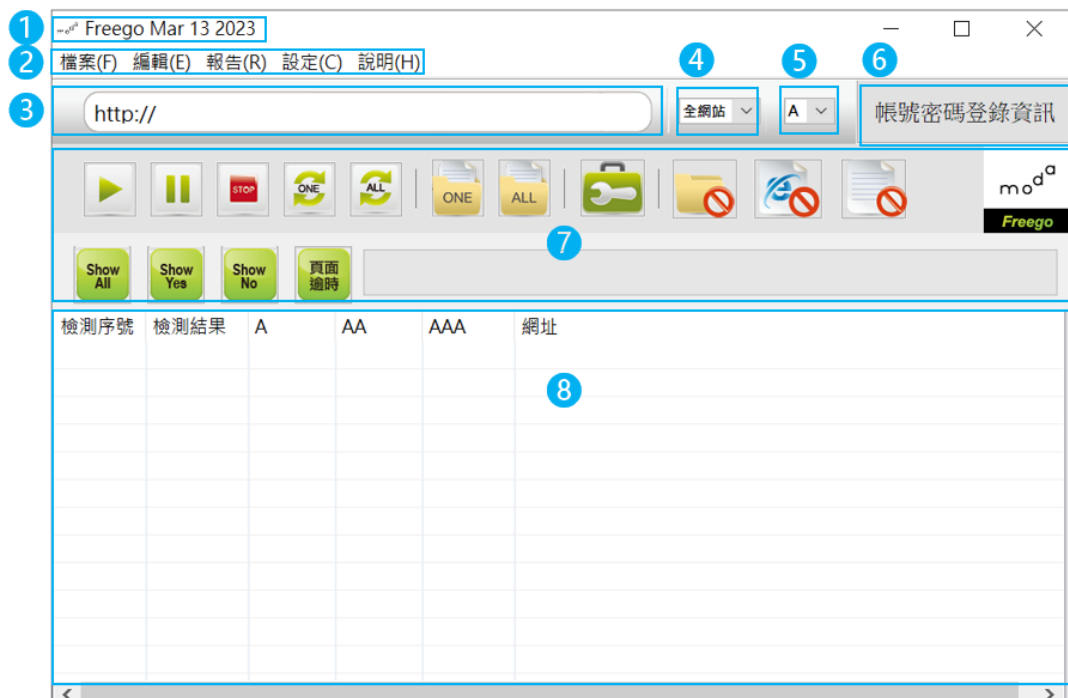 1 moda Freego Mar 13 2023
2 檔案(F) 編輯(E) 報告(R) 設定(C) 說明(H) 4 5 6
3 http:// 全網站 A 帳號密碼登錄資訊
STOP ONE ALL ONE ALL moda
Freego
7
Show All Show Yes Show No 頁面逾時
檢測序號 檢測結果 A AA AAA 網址
8